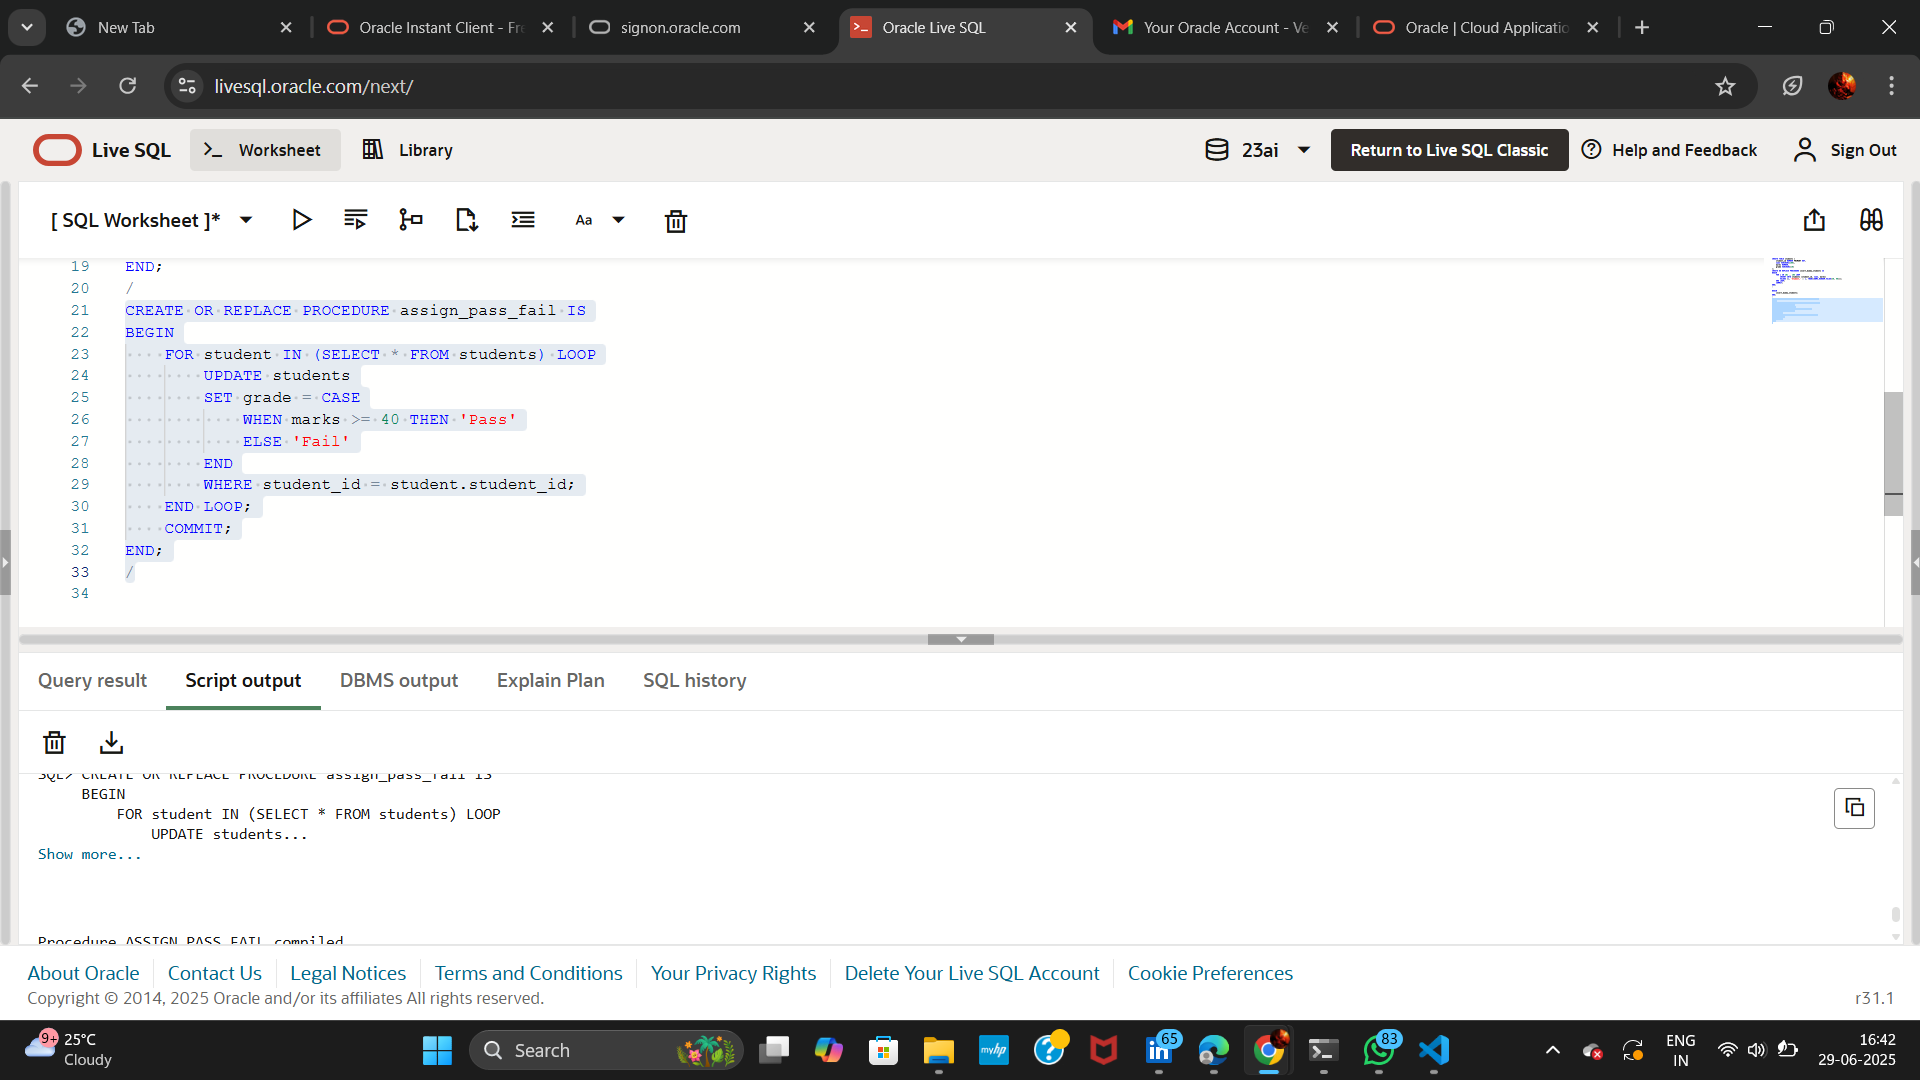 New Tab
Oracle Instant Client - Fr
signon.oracle.com
Oracle Live SQL
Your Oracle Account - Ve
Oracle | Cloud Applicatio
livesql.oracle.com/next/
Live SQL
>_ Worksheet
Library
23ai
Return to Live SQL Classic
Help and Feedback
Sign Out
[ SQL Worksheet ]*
Aa
19 END;
20 /
21 CREATE OR REPLACE PROCEDURE assign_pass_fail IS
22 BEGIN
23 FOR student IN (SELECT * FROM students) LOOP
24 UPDATE students
25 SET grade = CASE
26 WHEN marks >= 40 THEN 'Pass'
27 ELSE 'Fail'
28 END
29 WHERE student_id = student.student_id;
30 END LOOP;
31 COMMIT;
32 END;
33 /
34
Query result
Script output
DBMS output
Explain Plan
SQL history
SQL> CREATE OR REPLACE PROCEDURE assign_pass_fail IS
BEGIN
FOR student IN (SELECT * FROM students) LOOP
UPDATE students...
Show more...
Procedure ASSIGN_PASS_FAIL compiled
About Oracle
Contact Us
Legal Notices
Terms and Conditions
Your Privacy Rights
Delete Your Live SQL Account
Cookie Preferences
Copyright © 2014, 2025 Oracle and/or its affiliates All rights reserved.
r31.1
9+
25°C
Cloudy
Search
myhp
65
83
ENG
IN
16:42
29-06-2025